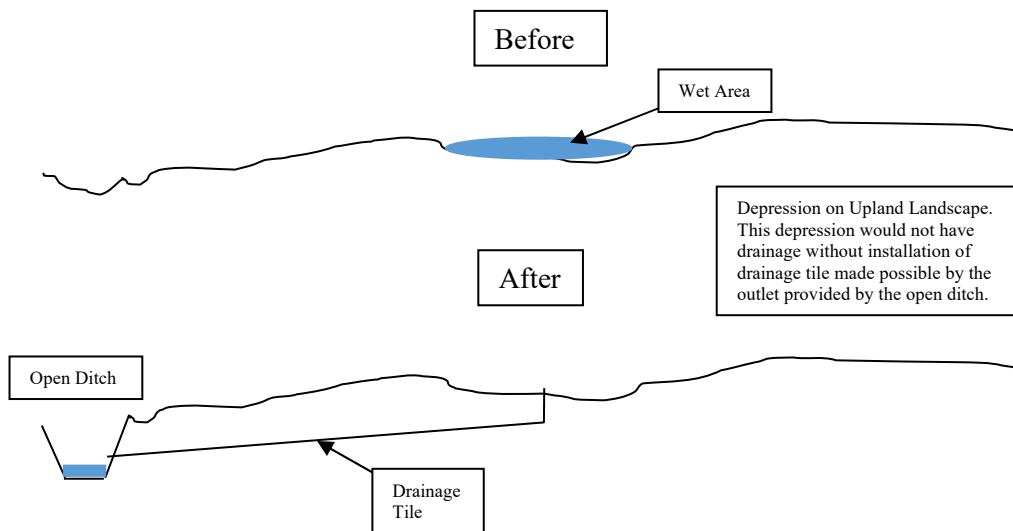 Before
Wet Area
Depression on Upland Landscape.
This depression would not have
drainage without installation of
drainage tile made possible by the
outlet provided by the open ditch.
After
Open Ditch
Drainage
Tile